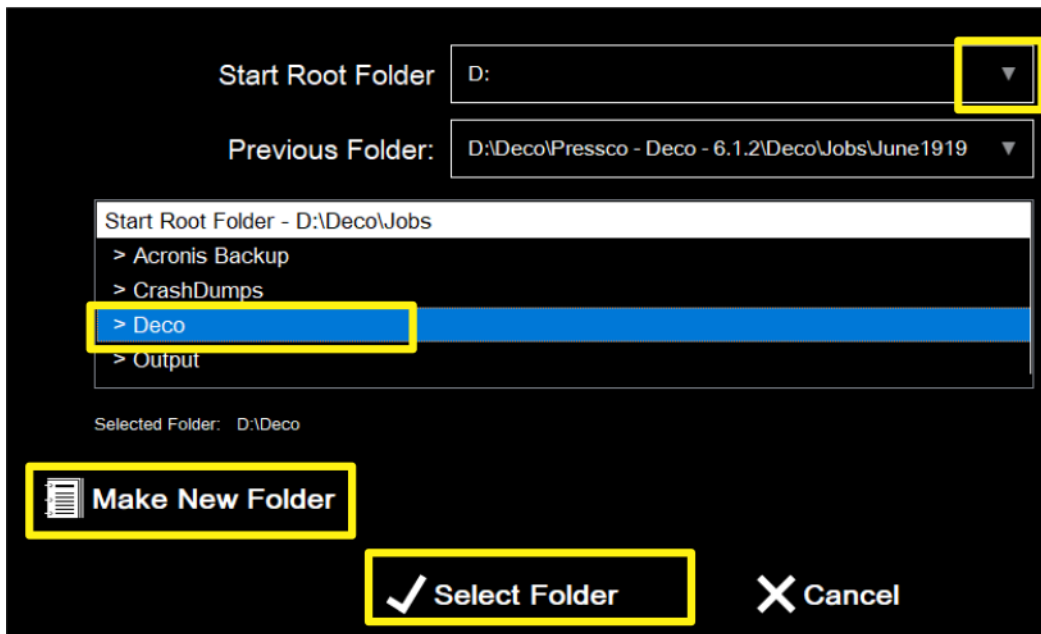 Start Root Folder D:
Previous Folder: D:\Deco\Pressco - Deco - 6.1.2\Deco\Jobs\June1919
Start Root Folder - D:\Deco\Jobs
> Acronis Backup
> CrashDumps
> Deco
> Output
Selected Folder: D:\Deco
Make New Folder
Select Folder Cancel